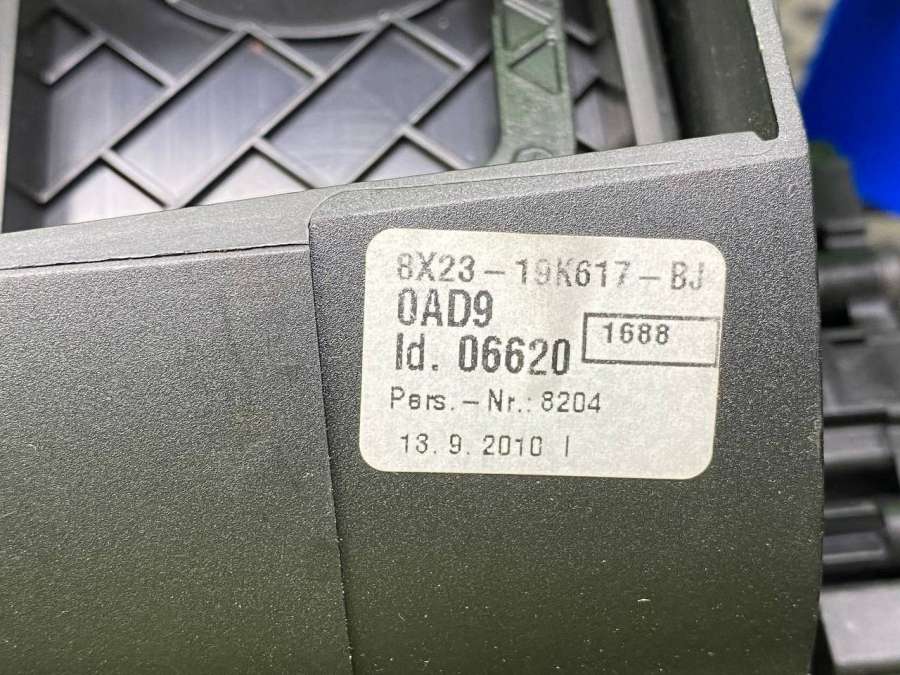 8X23-19K617-BJ
0AD9
Id. 06620
1688
Pers.-Nr.: 8204
13.9.2010 I